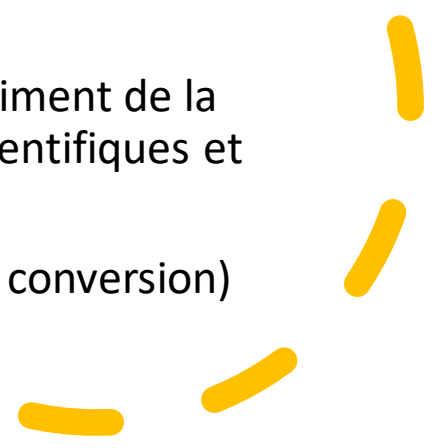 iment de la
entifiques et
conversion)